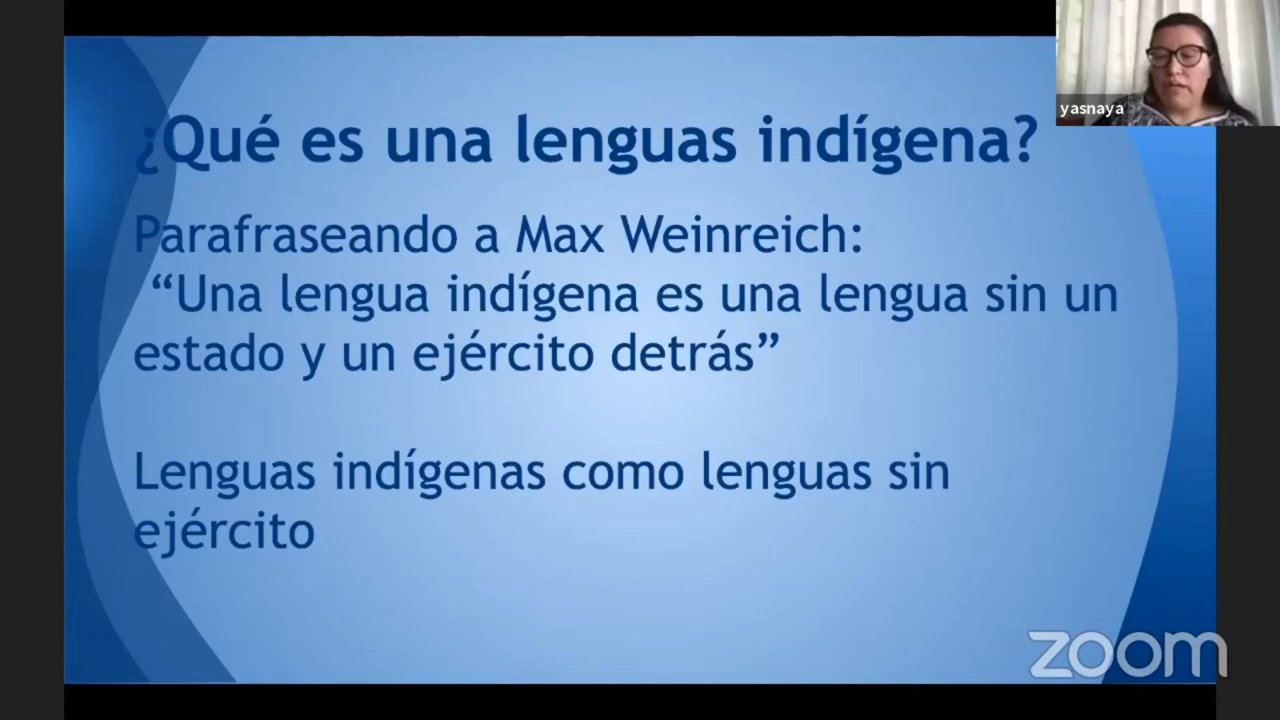 yasnaya
¿Qué es una lenguas indígena?
Parafraseando a Max Weinreich:
“Una lengua indígena es una lengua sin un
estado y un ejército detrás”
Lenguas indígenas como lenguas sin
ejército
zoom